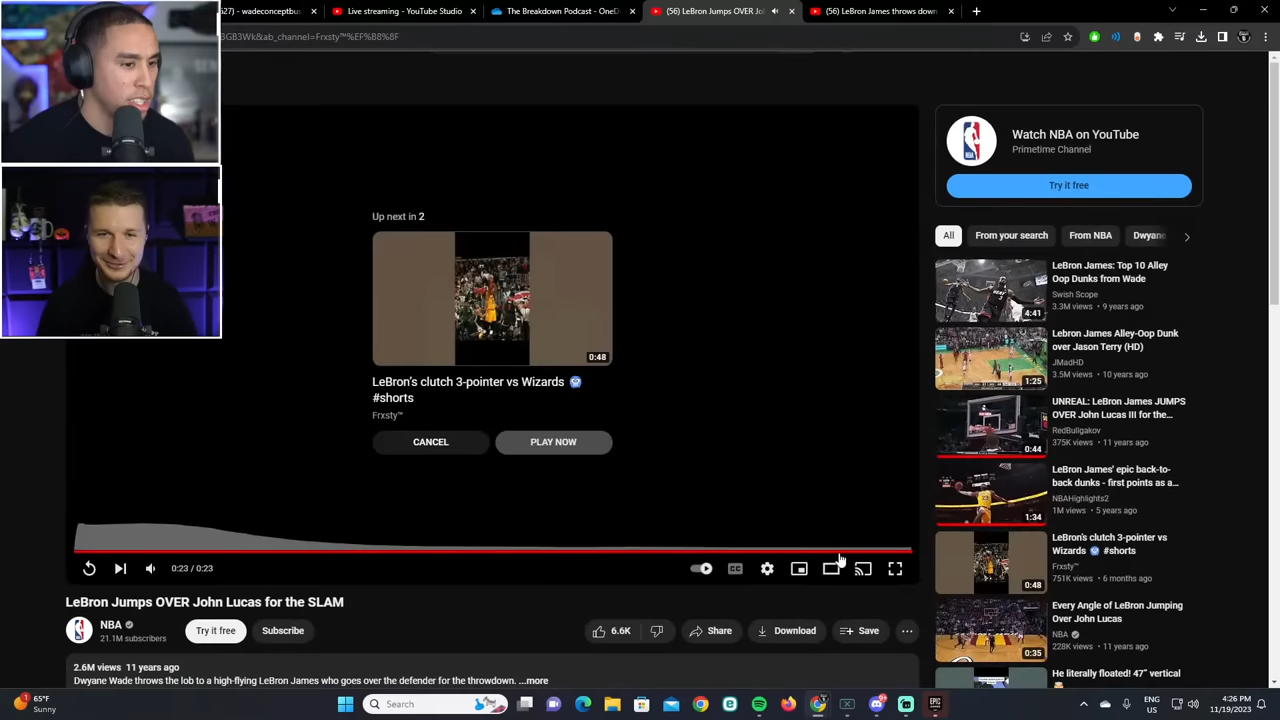 27) - wadeconceptbus
Live streaming - YouTube Studio
The Breakdown Podcast - OneD
(56) LeBron Jumps OVER Jo
(56) LeBron James throws down
3GB3Wk&ab_channel=Frxsty™%EF%B8%8F
Up next in 2
0:48
LeBron's clutch 3-pointer vs Wizards
#shorts
Frxsty™
CANCEL
PLAY NOW
0:23 / 0:23
CC
LeBron Jumps OVER John Lucas for the SLAM
NBA
21.1M subscribers
Try it free
Subscribe
6.6K
Share
Download
Save
2.6M views 11 years ago
Dwyane Wade throws the lob to a high-flying LeBron James who goes over the defender for the throwdown. ...more
Watch NBA on YouTube
Primetime Channel
Try it free
All
From your search
From NBA
Dwyane
LeBron James: Top 10 Alley
Oop Dunks from Wade
Swish Scope
3.3M views • 9 years ago
4:41
Lebron James Alley-Oop Dunk
over Jason Terry (HD)
JMadHD
3.5M views • 10 years ago
1:25
UNREAL: LeBron James JUMPS
OVER John Lucas III for the...
RedBullgakov
375K views • 11 years ago
0:44
LeBron James' epic back-to-
back dunks - first points as a...
NBAHighlights2
1M views • 5 years ago
1:34
LeBron's clutch 3-pointer vs
Wizards #shorts
Frxsty™
751K views • 6 months ago
0:48
Every Angle of LeBron Jumping
Over John Lucas
NBA
228K views • 11 years ago
0:35
He literally floated! 47" vertical
65°F
Sunny
Search
EPIC
ENG
US
4:26 PM
11/19/2023